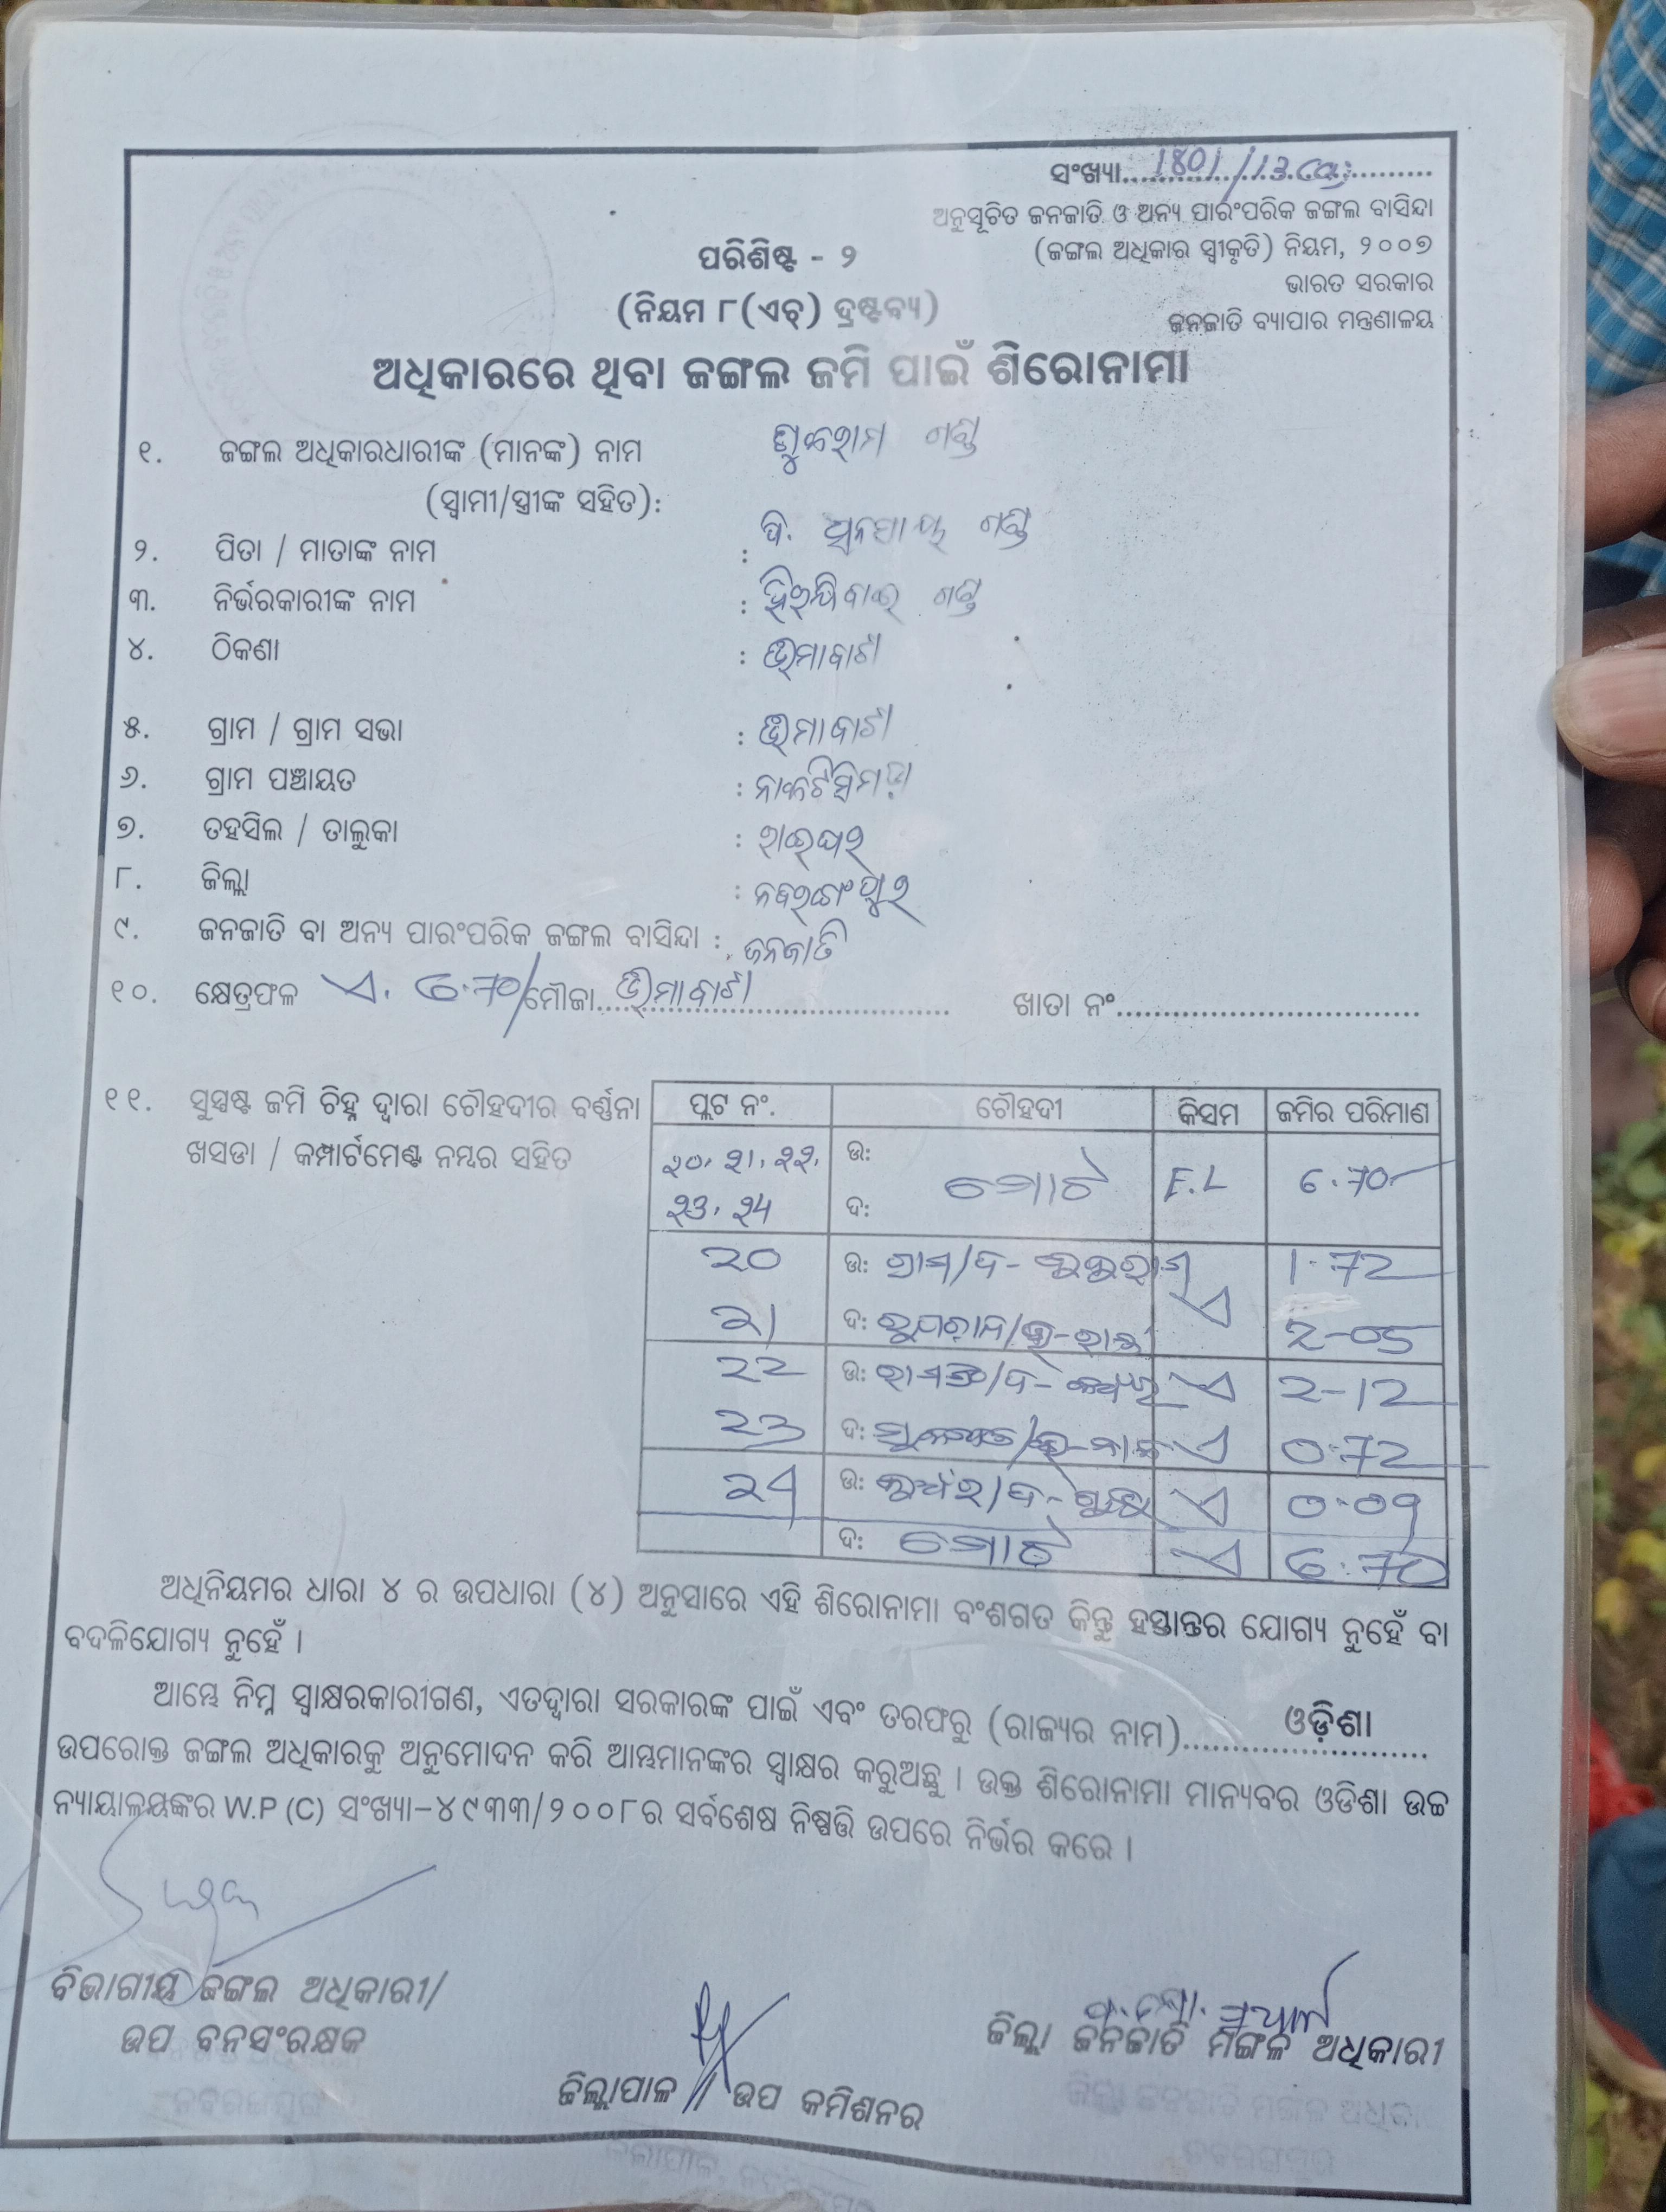 ସଂଖ୍ୟା
ଅନୁସୂଚିତ ଜନଜାତି ଓ ଅନ୍ୟ ପାରଂପରିକ ଜଙ୍ଗଲ ବାସିନ୍ଦା
(ଜଙ୍ଗଲ ଅଧିକାର ସ୍ୱୀକୃତି) ନିୟମ, ୨୦୦୭
ଭାରତ ସରକାର
ଜନଜାତି ବ୍ୟାପାର ମନ୍ତ୍ରଣାଳୟ
ପରିଶିଷ୍ଟ - ୨
(ନିୟମ ୮(ଏଚ୍) ଦ୍ରଷ୍ଟବ୍ୟ)
ଅଧିକାରରେ ଥିବା ଜଙ୍ଗଲ ଜମି ପାଇଁ ଶିରୋନାମା
୧. ଜଙ୍ଗଲ ଅଧିକାରଧାରୀଙ୍କ (ମାନଙ୍କ) ନାମ ଗଣ୍ଡ
(ସ୍ୱାମୀ/ସ୍ତ୍ରୀଙ୍କ ସହିତ):
୨. ପିତା / ମାତାଙ୍କ ନାମ : ପି. ଗଣ୍ଡ
୩. ନିର୍ଭରକାରୀଙ୍କ ନାମ : ଗଣ୍ଡ
୪. ଠିକଣା :
୫. ଗ୍ରାମ / ଗ୍ରାମ ସଭା :
୬. ଗ୍ରାମ ପଞ୍ଚାୟତ :
୭. ତହସିଲ / ତାଲୁକା : ରାଇଘର
୮. ଜିଲ୍ଲା : ନବରଙ୍ଗପୁର
୯. ଜନଜାତି ବା ଅନ୍ୟ ପାରଂପରିକ ଜଙ୍ଗଲ ବାସିନ୍ଦା : ଜନଜାତି
୧୦. କ୍ଷେତ୍ରଫଳ ଏ. 6.70/ ମୌଜା ଖାତା ନଂ
୧୧. ସୁସ୍ପଷ୍ଟ ଜମି ଚିହ୍ନ ଦ୍ୱାରା ଚୌହଦୀର ବର୍ଣ୍ଣନା
ଖସଡା / କମ୍ପାର୍ଟମେଣ୍ଟ ନମ୍ବର ସହିତ
ପ୍ଲଟ ନଂ. ଚୌହଦୀ କିସମ ଜମିର ପରିମାଣ
ଉ: ମୋଟ F.L 6.70
ଦ:
20 ଉ: ଗ୍ରାମ/ଦ- 1.72
21 ଦ: ଏ 2-05
22 ଉ: ଏ 2-12
23 ଦ: ଏ 0.72
24 ଉ: ଏ 0.09
ଦ: ମୋଟ ଏ 6.70
ଅଧିନିୟମର ଧାରା ୪ ର ଉପଧାରା (୪) ଅନୁସାରେ ଏହି ଶିରୋନାମା ବଂଶଗତ କିନ୍ତୁ ହସ୍ତାନ୍ତର ଯୋଗ୍ୟ ନୁହେଁ ବା
ବଦଳିଯୋଗ୍ୟ ନୁହେଁ ।
ଆମ୍ଭେ ନିମ୍ନ ସ୍ୱାକ୍ଷରକାରୀଗଣ, ଏତଦ୍ୱାରା ସରକାରଙ୍କ ପାଇଁ ଏବଂ ତରଫରୁ (ରାଜ୍ୟର ନାମ) ଓଡ଼ିଶା
ଉପରୋକ୍ତ ଜଙ୍ଗଲ ଅଧିକାରକୁ ଅନୁମୋଦନ କରି ଆମ୍ଭମାନଙ୍କର ସ୍ୱାକ୍ଷର କରୁଅଛୁ । ଉକ୍ତ ଶିରୋନାମା ମାନ୍ୟବର ଓଡିଶା ଉଚ୍ଚ
ନ୍ୟାୟାଳୟଙ୍କର W.P (C) ସଂଖ୍ୟା-୪୯୩୩/୨୦୦୮ର ସର୍ବଶେଷ ନିଷ୍ପତ୍ତି ଉପରେ ନିର୍ଭର କରେ ।
ବିଭାଗୀୟ ଜଙ୍ଗଲ ଅଧିକାରୀ/
ଉପ ବନସଂରକ୍ଷକ
ଜିଲ୍ଲାପାଳ // ଉପ କମିଶନର
ଜିଲ୍ଲା ଜନଜାତି ମଙ୍ଗଳ ଅଧିକାରୀ